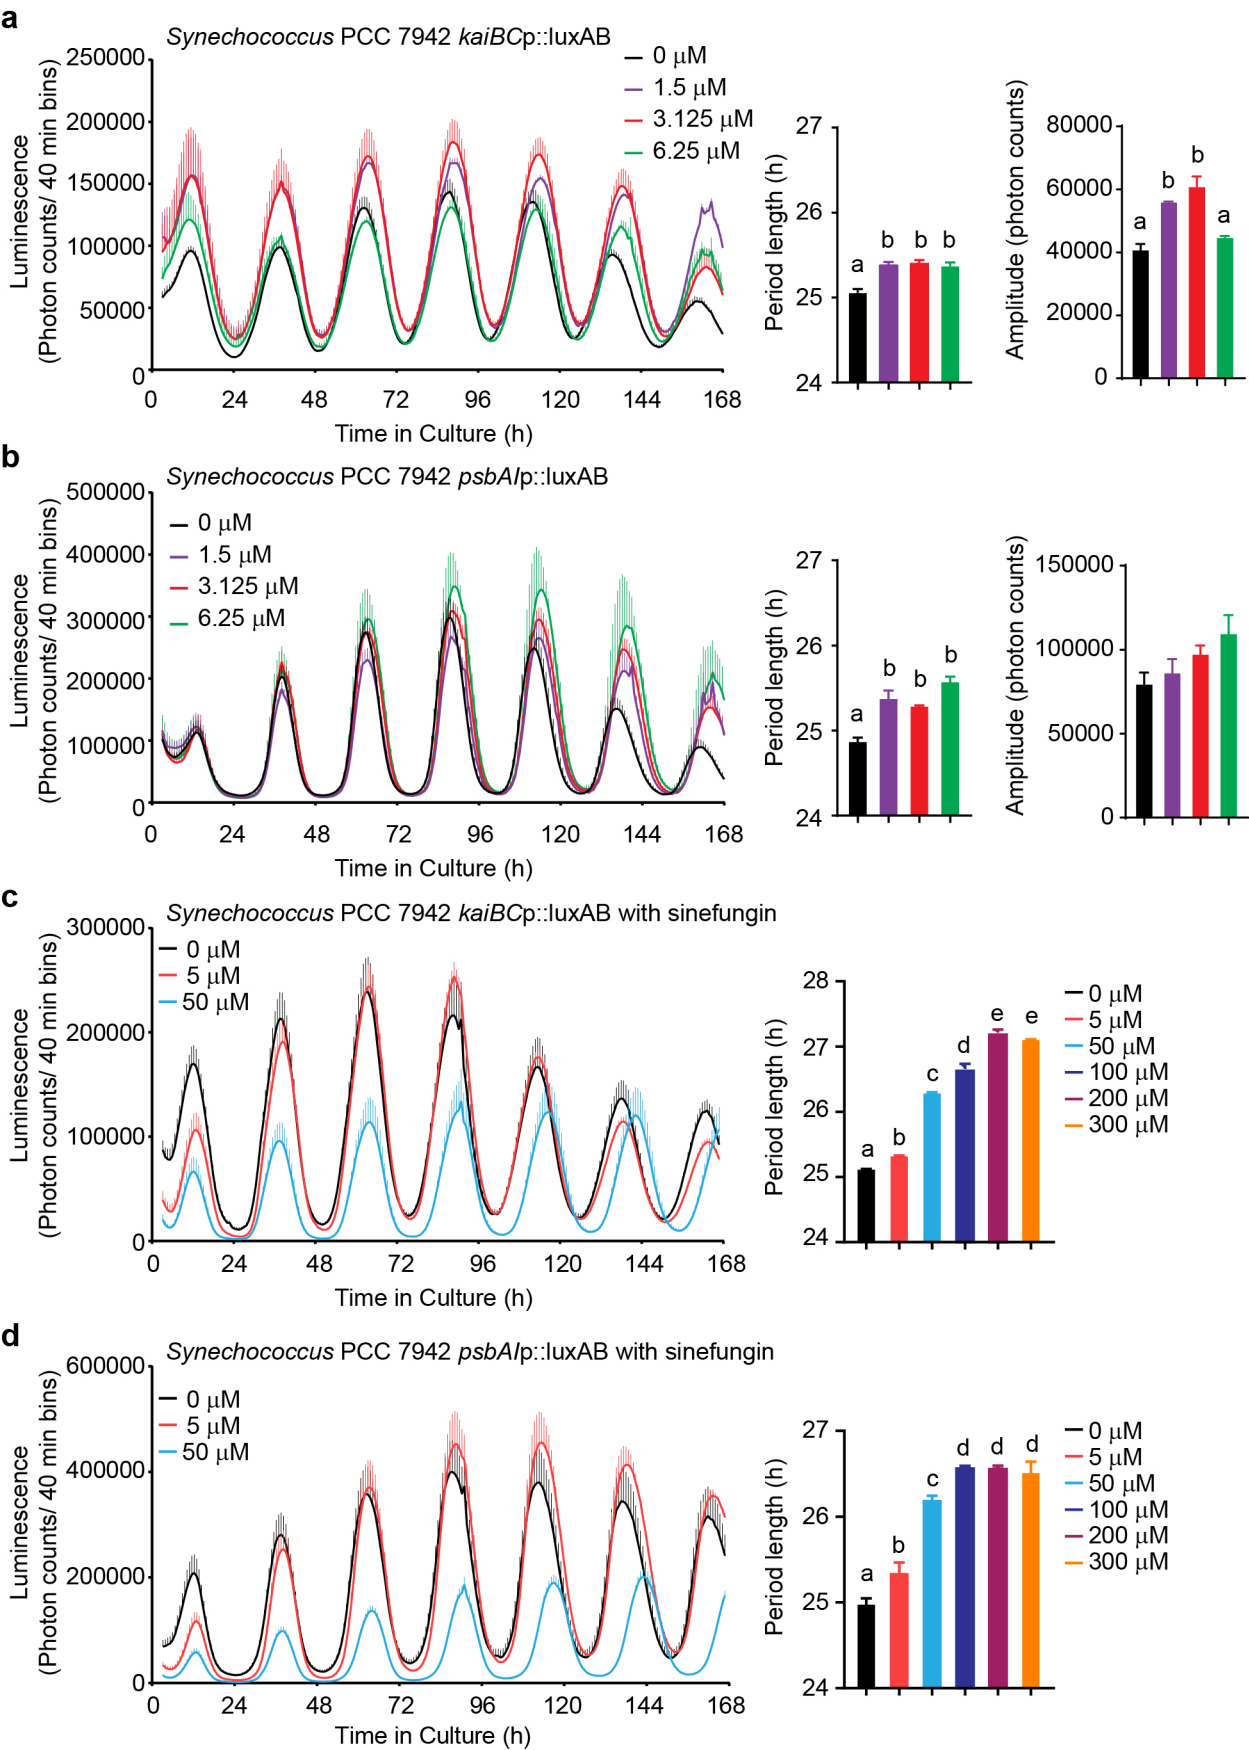 a
Synechococcus PCC 7942 kaiBCp::luxAB
Luminescence
(Photon counts/ 40 min bins)
250000
200000
150000
100000
50000
0
0 24 48 72 96 120 144 168
Time in Culture (h)
0 μM
1.5 μM
3.125 μM
6.25 μM
Period length (h)
27
26
25
24
a b b b
Amplitude (photon counts)
80000
60000
40000
20000
0
a b b a
b
Synechococcus PCC 7942 psbAIp::luxAB
Luminescence
(Photon counts/ 40 min bins)
500000
400000
300000
200000
100000
0
0 24 48 72 96 120 144 168
Time in Culture (h)
0 μM
1.5 μM
3.125 μM
6.25 μM
Period length (h)
27
26
25
24
a b b b
Amplitude (photon counts)
150000
100000
50000
0
c
Synechococcus PCC 7942 kaiBCp::luxAB with sinefungin
Luminescence
(Photon counts/ 40 min bins)
300000
200000
100000
0
0 24 48 72 96 120 144 168
Time in Culture (h)
0 μM
5 μM
50 μM
Period length (h)
28
27
26
25
24
a b c d e e
0 μM
5 μM
50 μM
100 μM
200 μM
300 μM
d
Synechococcus PCC 7942 psbAIp::luxAB with sinefungin
Luminescence
(Photon counts/ 40 min bins)
600000
400000
200000
0
0 24 48 72 96 120 144 168
Time in Culture (h)
0 μM
5 μM
50 μM
Period length (h)
27
26
25
24
a b c d d d
0 μM
5 μM
50 μM
100 μM
200 μM
300 μM